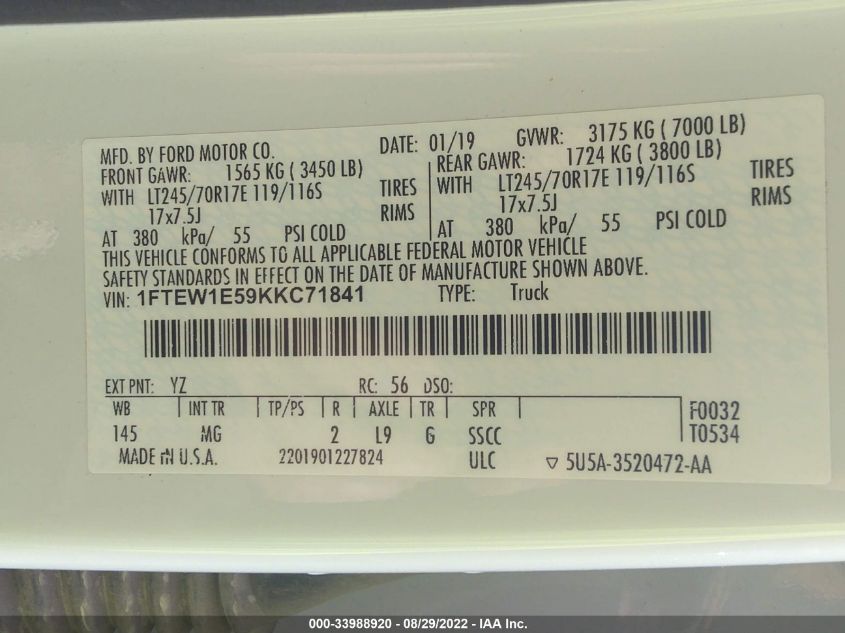 MFD. BY FORD MOTOR CO. DATE: 01/19 GVWR: 3175 KG ( 7000 LB)
FRONT GAWR: 1565 KG ( 3450 LB) REAR GAWR: 1724 KG ( 3800 LB)
WITH LT245/70R17E 119/116S TIRES WITH LT245/70R17E 119/116S TIRES
17x7.5J RIMS 17x7.5J RIMS
AT 380 kPa/ 55 PSI COLD AT 380 kPa/ 55 PSI COLD
THIS VEHICLE CONFORMS TO ALL APPLICABLE FEDERAL MOTOR VEHICLE
SAFETY STANDARDS IN EFFECT ON THE DATE OF MANUFACTURE SHOWN ABOVE.
VIN: 1FTEW1E59KKC71841 TYPE: Truck
EXT PNT: YZ RC: 56 DSO:
WB INT TR TP/PS R AXLE TR SPR F0032
145 MG 2 L9 G SSCC T0534
MADE IN U.S.A. 2201901227824 ULC ▽ 5U5A-3520472-AA
000-33988920 - 08/29/2022 - IAA Inc.